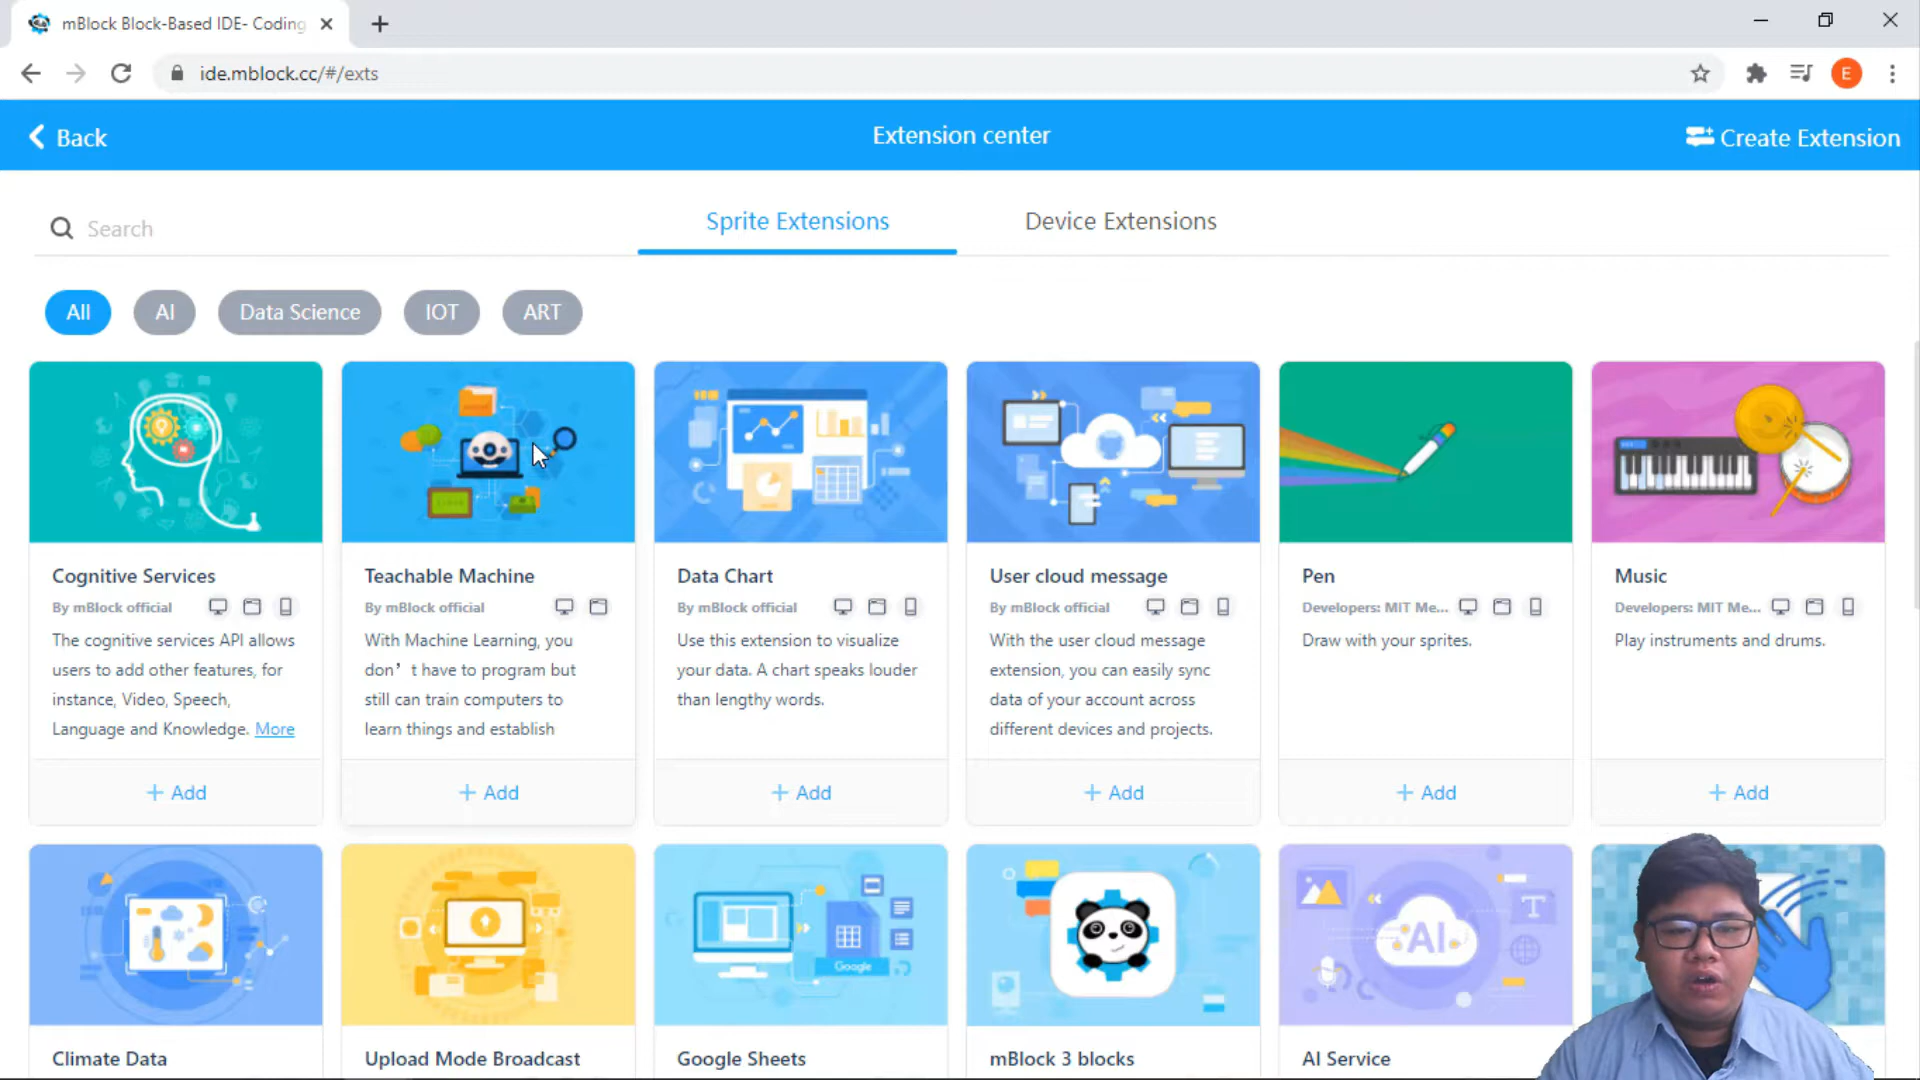 mBlock Block-Based IDE- Coding
ide.mblock.cc/#/exts
E
Back
Extension center
Create Extension
Search
Sprite Extensions
Device Extensions
All
AI
Data Science
IOT
ART
Cognitive Services
By mBlock official
The cognitive services API allows
users to add other features, for
instance, Video, Speech,
Language and Knowledge. More
+ Add
Teachable Machine
By mBlock official
With Machine Learning, you
don’t have to program but
still can train computers to
learn things and establish
+ Add
Data Chart
By mBlock official
Use this extension to visualize
your data. A chart speaks louder
than lengthy words.
+ Add
User cloud message
By mBlock official
With the user cloud message
extension, you can easily sync
data of your account across
different devices and projects.
+ Add
Pen
Developers: MIT Me...
Draw with your sprites.
+ Add
Music
Developers: MIT Me...
Play instruments and drums.
+ Add
Climate Data
Upload Mode Broadcast
Google
Google Sheets
mBlock 3 blocks
T
AI
AI Service